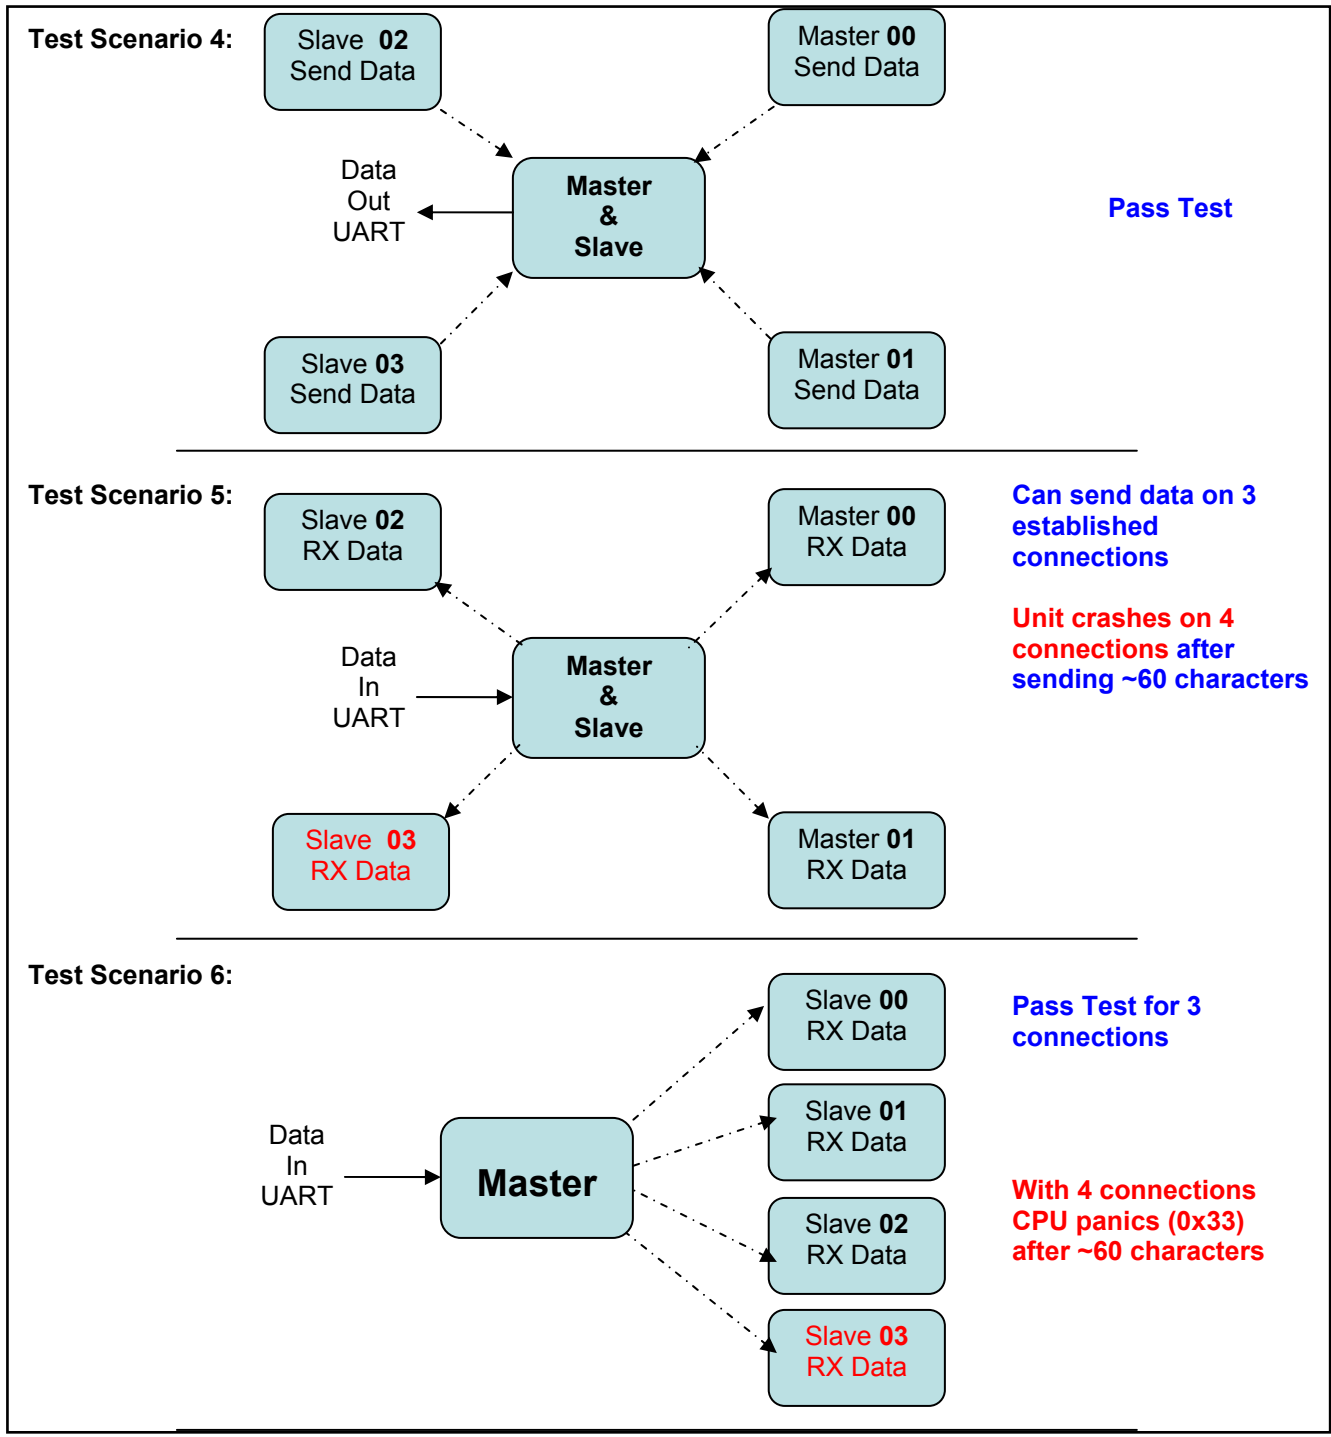 Test Scenario 4:
Slave 02
Send Data
Master 00
Send Data
Data
Out
UART
Master
&
Slave
Pass Test
Slave 03
Send Data
Master 01
Send Data
Test Scenario 5:
Slave 02
RX Data
Master 00
RX Data
Can send data on 3
established
connections
Unit crashes on 4
connections after
sending ~60 characters
Data
In
UART
Master
&
Slave
Slave 03
RX Data
Master 01
RX Data
Test Scenario 6:
Slave 00
RX Data
Pass Test for 3
connections
Slave 01
RX Data
Data
In
UART
Master
Slave 02
RX Data
With 4 connections
CPU panics (0x33)
after ~60 characters
Slave 03
RX Data